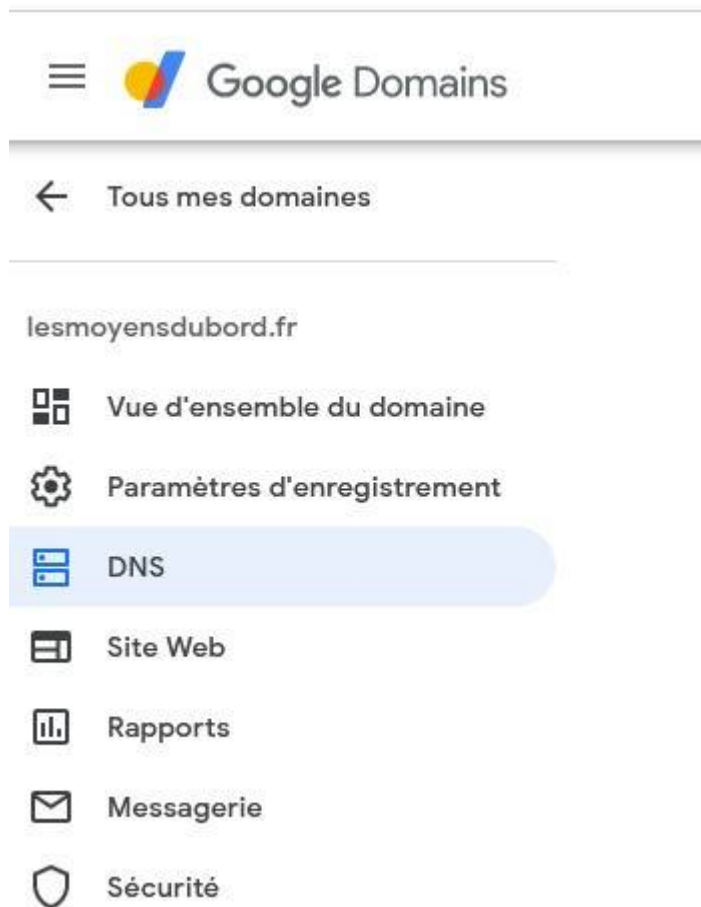 Google Domains
Tous mes domaines
lesmoyensdubord.fr
Vue d'ensemble du domaine
Paramètres d'enregistrement
DNS
Site Web
Rapports
Messagerie
Sécurité